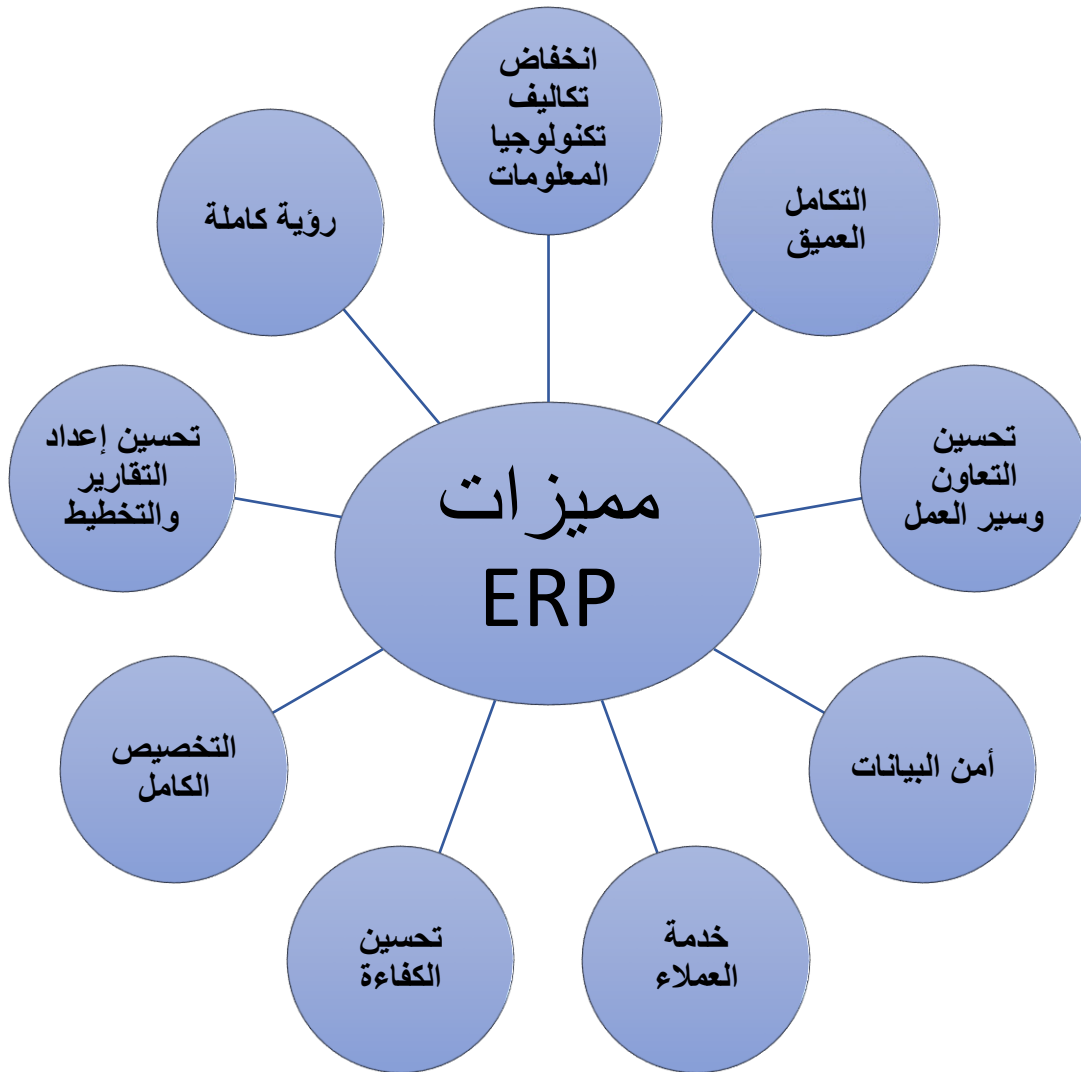 مميزات
ERP
انخفاض
تكاليف
تكنولوجيا
المعلومات
التكامل
العميق
تحسين
التعاون
وسير العمل
أمن البيانات
خدمة
العملاء
تحسين
الكفاءة
التخصيص
الكامل
تحسين إعداد
التقارير
والتخطيط
رؤية كاملة